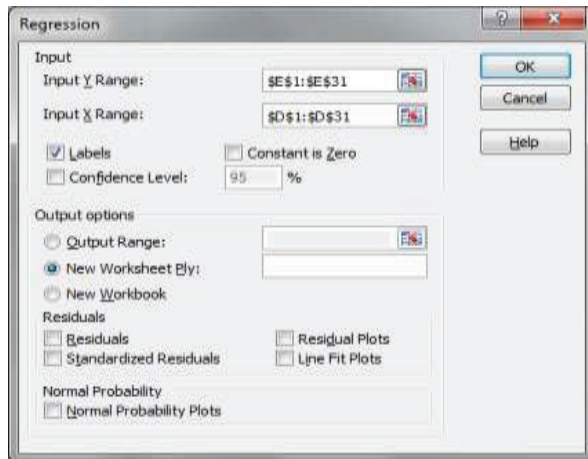 Regression
Input
Input Y Range:
$E$1:$E$31
Input X Range:
$D$1:$D$31
Labels
Constant is Zero
Confidence Level:
95 %
Output options
Output Range:
New Worksheet Ply:
New Workbook
Residuals
Residuals
Residual Plots
Standardized Residuals
Line Fit Plots
Normal Probability
Normal Probability Plots
OK
Cancel
Help